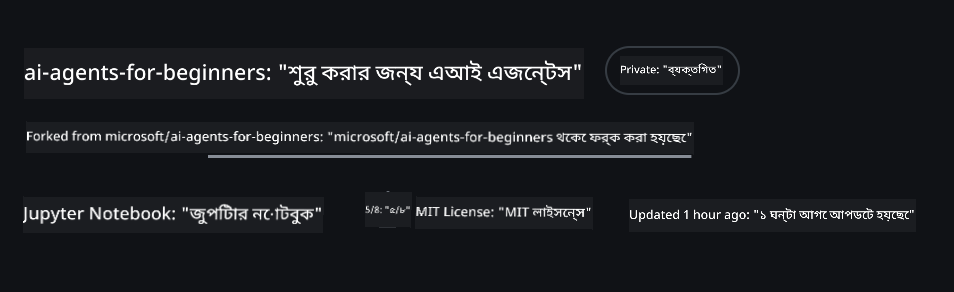 ai-agents-for-beginners: "শুরু করার জন্য এআই এজেন্টস" Private: "ব্যক্তিগত"
Forked from microsoft/ai-agents-for-beginners: "microsoft/ai-agents-for-beginners থেকে ফর্ক করা হয়েছে"
Jupyter Notebook: "জুপিটার নোটবুক" 5/8: "৫/৮" MIT License: "MIT লাইসেন্স" Updated 1 hour ago: "১ ঘন্টা আগে আপডেট হয়েছে"